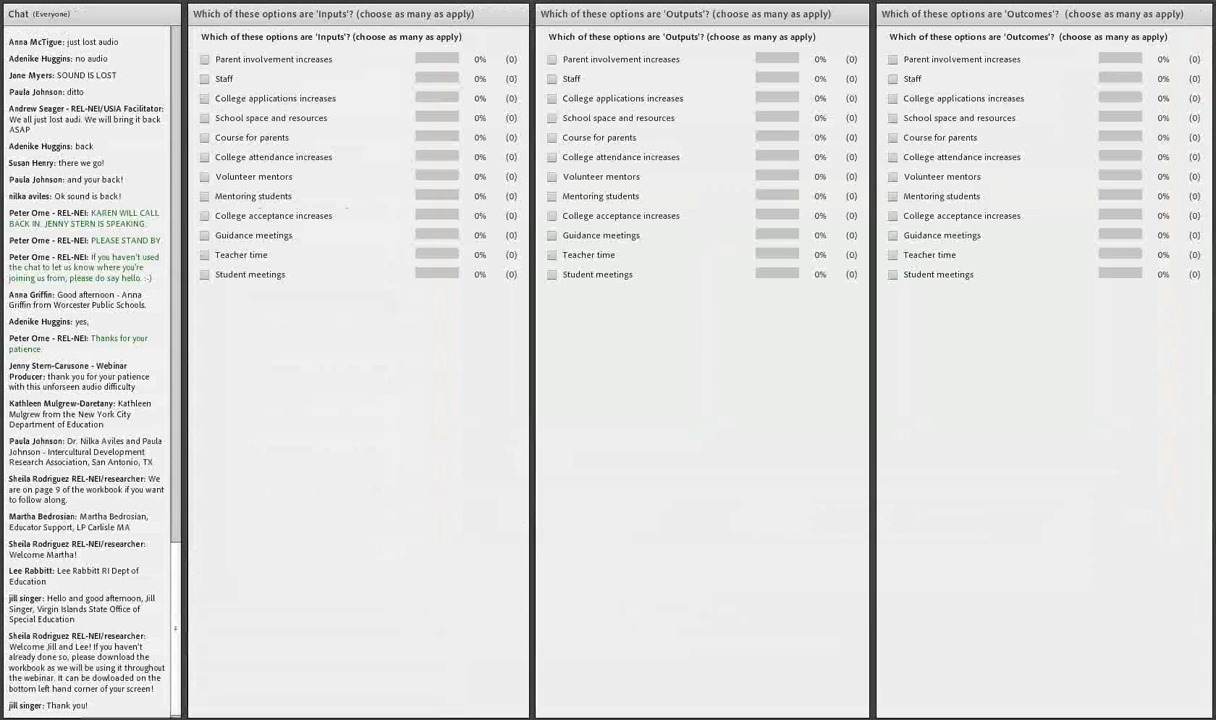 Chat (Everyone)
Anna McTigue: just lost audio
Adenike Huggins: no audio
Jane Myers: SOUND IS LOST
Paula Johnson: ditto
Andrew Seager - REL-NEI/USIA Facilitator:
We all just lost audi. We will bring it back
ASAP
Adenike Huggins: back
Susan Henry: there we go!
Paula Johnson: and your back!
nilka aviles: Ok sound is back!
Peter Orne - REL-NEI: KAREN WILL CALL
BACK IN. JENNY STERN IS SPEAKING.
Peter Orne - REL-NEI: PLEASE STAND BY.
Peter Orne - REL-NEI: If you haven't used
the chat to let us know where you're
joining us from, please do say hello. :-)
Anna Griffin: Good afternoon - Anna
Griffin from Worcester Public Schools.
Adenike Huggins: yes,
Peter Orne - REL-NEI: Thanks for your
patience.
Jenny Stern-Carusone - Webinar
Producer: thank you for your patience
with this unforseen audio difficulty
Kathleen Mulgrew-Daretany: Kathleen
Mulgrew from the New York City
Department of Education
Paula Johnson: Dr. Nilka Aviles and Paula
Johnson - Intercultural Development
Research Association, San Antonio, TX
Sheila Rodriguez REL-NEI/researcher: We
are on page 9 of the workbook if you want
to follow along.
Martha Bedrosian: Martha Bedrosian,
Educator Support, LP Carlisle MA
Sheila Rodriguez REL-NEI/researcher:
Welcome Martha!
Lee Rabbitt: Lee Rabbitt RI Dept of
Education
jill singer: Hello and good afternoon, Jill
Singer, Virgin Islands State Office of
Special Education
Sheila Rodriguez REL-NEI/researcher:
Welcome Jill and Lee! If you haven't
already done so, please download the
workbook as we will be using it throughout
the webinar. It can be dowloaded on the
bottom left hand corner of your screen!
jill singer: Thank you!
Which of these options are 'Inputs'? (choose as many as apply)
Which of these options are 'Inputs'? (choose as many as apply)
Parent involvement increases 0% (0)
Staff 0% (0)
College applications increases 0% (0)
School space and resources 0% (0)
Course for parents 0% (0)
College attendance increases 0% (0)
Volunteer mentors 0% (0)
Mentoring students 0% (0)
College acceptance increases 0% (0)
Guidance meetings 0% (0)
Teacher time 0% (0)
Student meetings 0% (0)
Which of these options are 'Outputs'? (choose as many as apply)
Which of these options are 'Outputs'? (choose as many as apply)
Parent involvement increases 0% (0)
Staff 0% (0)
College applications increases 0% (0)
School space and resources 0% (0)
Course for parents 0% (0)
College attendance increases 0% (0)
Volunteer mentors 0% (0)
Mentoring students 0% (0)
College acceptance increases 0% (0)
Guidance meetings 0% (0)
Teacher time 0% (0)
Student meetings 0% (0)
Which of these options are 'Outcomes'? (choose as many as apply)
Which of these options are 'Outcomes'? (choose as many as apply)
Parent involvement increases 0% (0)
Staff 0% (0)
College applications increases 0% (0)
School space and resources 0% (0)
Course for parents 0% (0)
College attendance increases 0% (0)
Volunteer mentors 0% (0)
Mentoring students 0% (0)
College acceptance increases 0% (0)
Guidance meetings 0% (0)
Teacher time 0% (0)
Student meetings 0% (0)